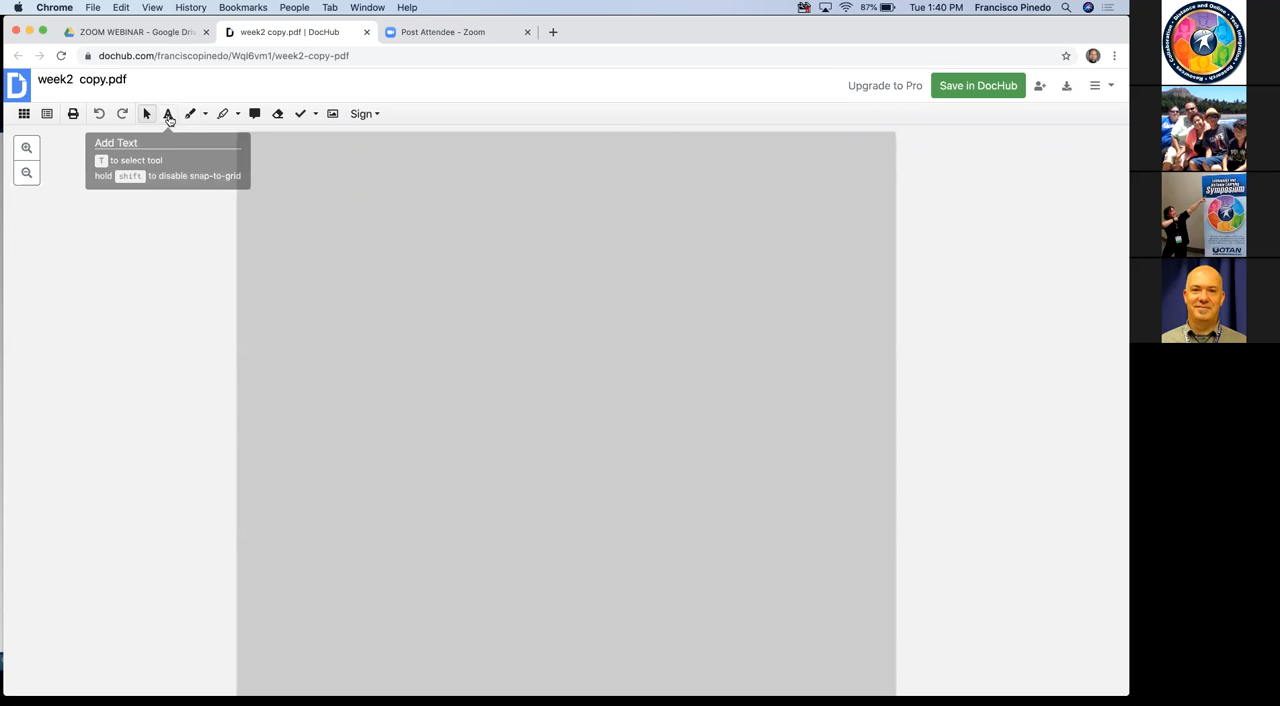 Chrome File Edit View History Bookmarks People Tab Window Help 87% Tue 1:40 PM Francisco Pinedo
ZOOM WEBINAR - Google Dri
week2 copy.pdf | DocHub
Post Attendee - Zoom
dochub.com/franciscopinedo/Wql6vm1/week2-copy-pdf
week2 copy.pdf
Upgrade to Pro
Save in DocHub
Sign
Add Text
T to select tool
hold shift to disable snap-to-grid
Symposium
OTAN